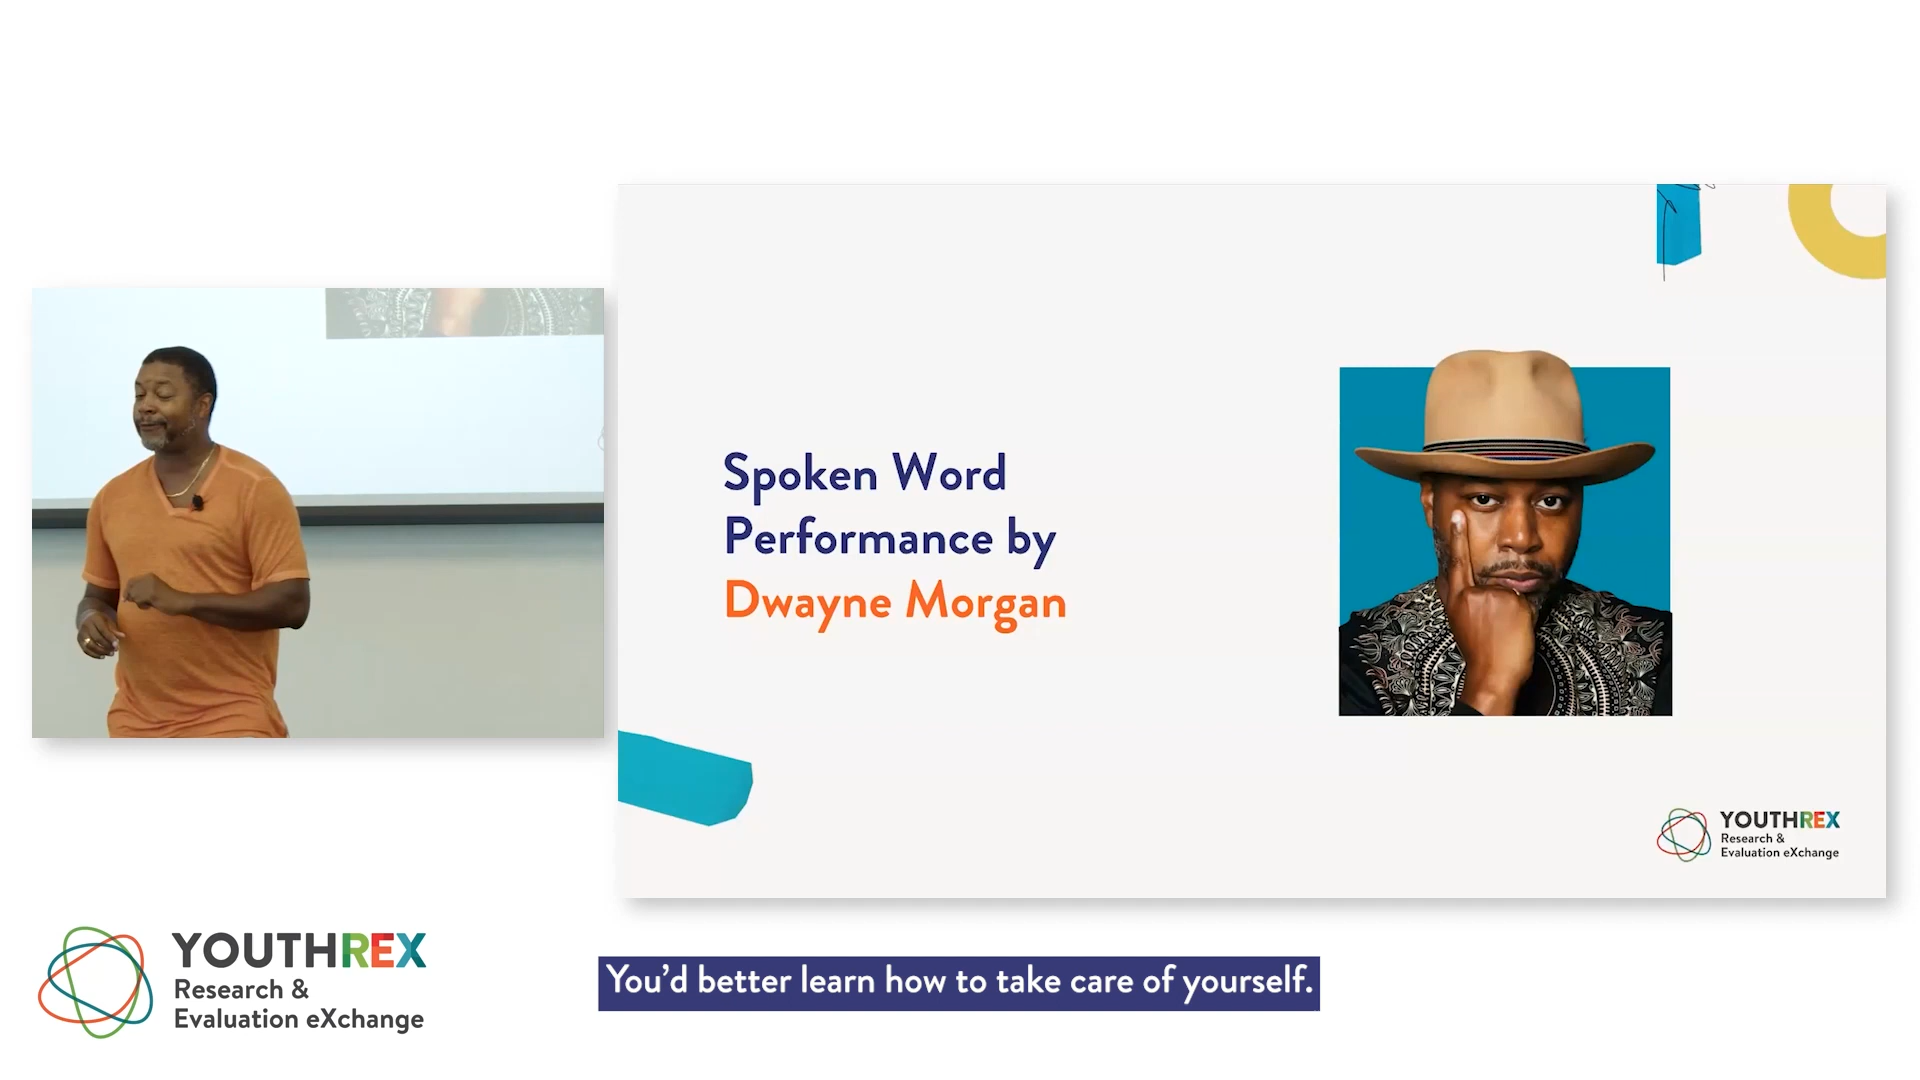 Spoken Word
Performance by
Dwayne Morgan
YOUTHREX
Research &
Evaluation eXchange
YOUTHREX
Research &
Evaluation eXchange
You'd better learn how to take care of yourself.